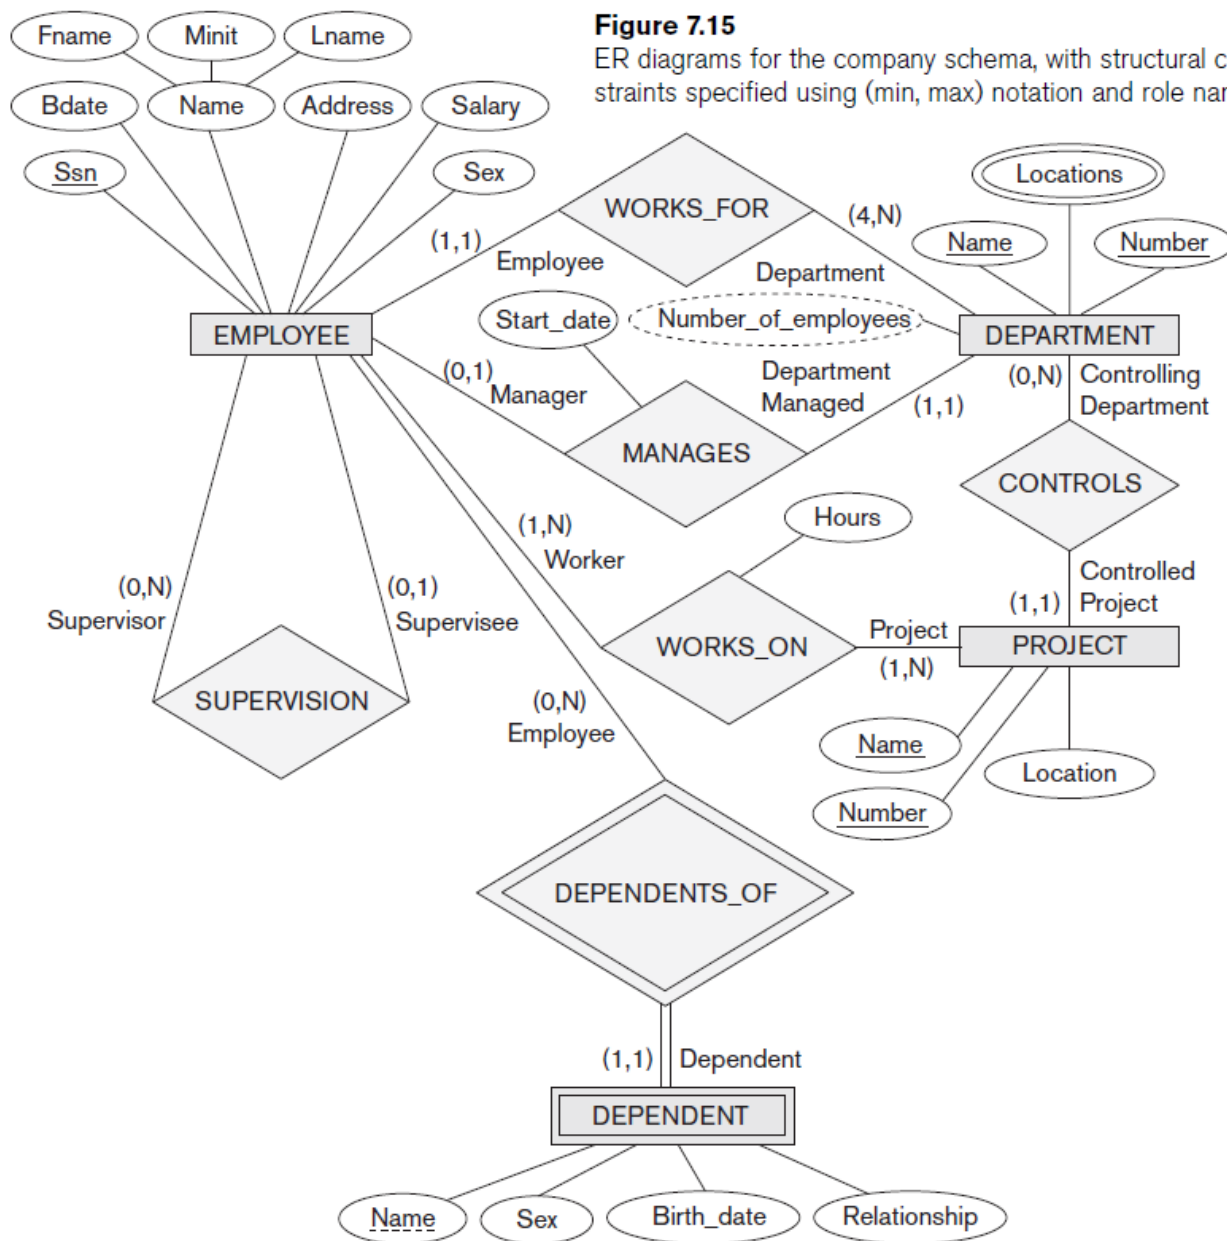 Figure 7.15
ER diagrams for the company schema, with structural c
straints specified using (min, max) notation and role nar
Fname
Minit
Lname
Bdate
Name
Address
Salary
Ssn
Sex
WORKS_FOR
Locations
(4,N)
Name
Number
(1,1)
Employee
Department
Start_date
Number_of_employees
EMPLOYEE
DEPARTMENT
(0,1)
Manager
Department
Managed
(1,1)
(0,N)
Controlling
Department
MANAGES
CONTROLS
Hours
(1,N)
Worker
(0,N)
Supervisor
(0,1)
Supervisee
Controlled
Project
(1,1)
Project
WORKS_ON
(1,N)
PROJECT
SUPERVISION
(0,N)
Employee
Name
Location
Number
DEPENDENTS_OF
(1,1)
Dependent
DEPENDENT
Name
Sex
Birth_date
Relationship